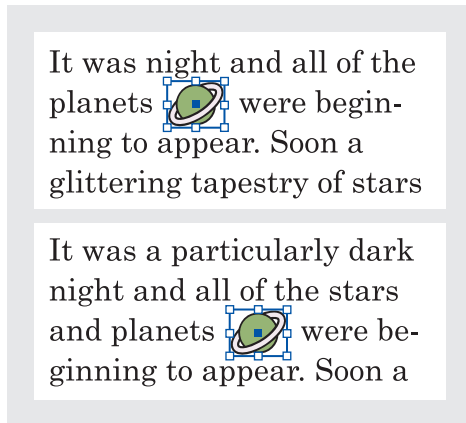 It was night and all of the
planets were begin-
ning to appear. Soon a
glittering tapestry of stars
It was a particularly dark
night and all of the stars
and planets were be-
ginning to appear. Soon a